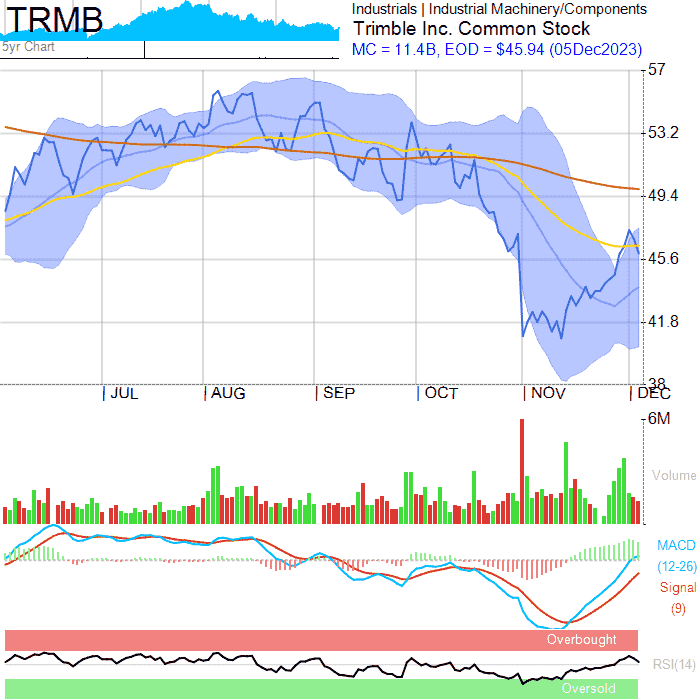 TRMB
5yr Chart
Industrials | Industrial Machinery/Components
Trimble Inc. Common Stock
MC = 11.4B, EOD = $45.94 (05Dec2023)
57
53.2
49.4
45.6
41.8
38
JUL AUG SEP OCT NOV DEC
6M
Volume
MACD
(12-26)
Signal
(9)
Overbought
RSI(14)
Oversold